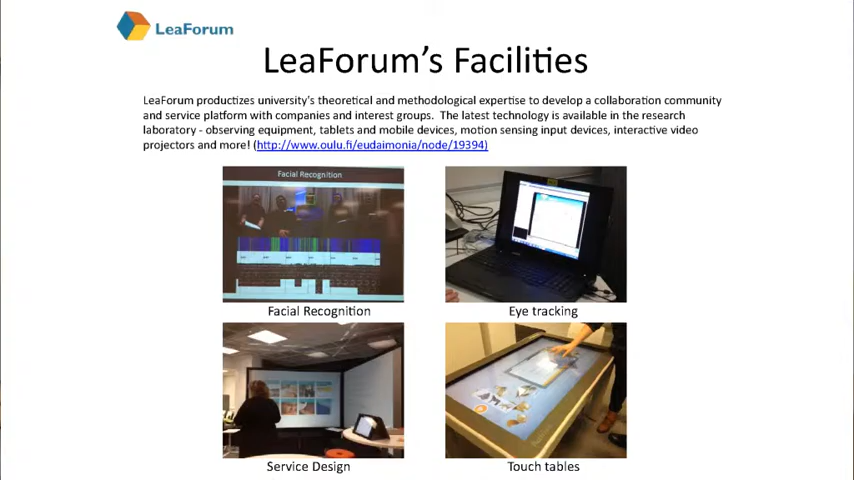 LeaForum
LeaForum's Facilities
LeaForum productizes university's theoretical and methodological expertise to develop a collaboration community
and service platform with companies and interest groups. The latest technology is available in the research
laboratory - observing equipment, tablets and mobile devices, motion sensing input devices, interactive video
projectors and more! (http://www.oulu.fi/eudaimonia/node/19394)
Facial Recognition
Facial Recognition
Eye tracking
Service Design
Touch tables